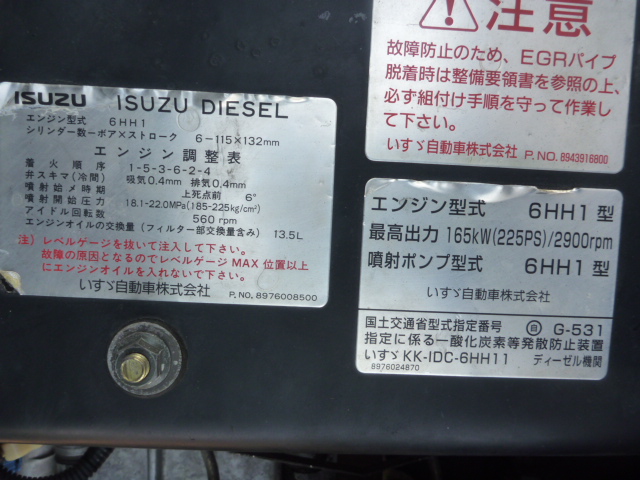 ISUZU ISUZU DIESEL
エンジン型式 6HH1
シリンダー数ーボア×ストローク 6-115×132mm
エンジン調整表
着火順序 1-5-3-6-2-4
弁スキマ(冷間) 吸気0.4mm 排気0.4mm
噴射始メ時期 上死点前 6°
噴射開始圧力 18.1-22.0MPa(185-225kg/cm²)
アイドル回転数 560 rpm
エンジンオイルの交換量(フィルター部交換量含み) 13.5L
注)レベルゲージを抜いて注入して下さい。
故障の原因となるのでレベルゲージ MAX 位置以上
にエンジンオイルを入れないで下さい。
いすゞ自動車株式会社
P.NO. 8976008500
注意
故障防止のため、EGRパイプ
脱着時は整備要領書を参照の上、
必ず組付け手順を守って作業し
て下さい。
いすゞ自動車株式会社 P.NO. 8943916800
エンジン型式 6HH1型
最高出力 165kW(225PS)/2900rpm
噴射ポンプ型式 6HH1型
いすゞ自動車株式会社
国土交通省型式指定番号 自 G-531
指定に係る一酸化炭素等発散防止装置
いすゞ KK-IDC-6HH11 ディーゼル機関
8976024870